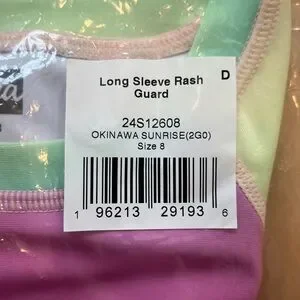 Long Sleeve Rash
Guard
D
24S12608
OKINAWA SUNRISE(2G0)
Size 8
1 96213 29193 6